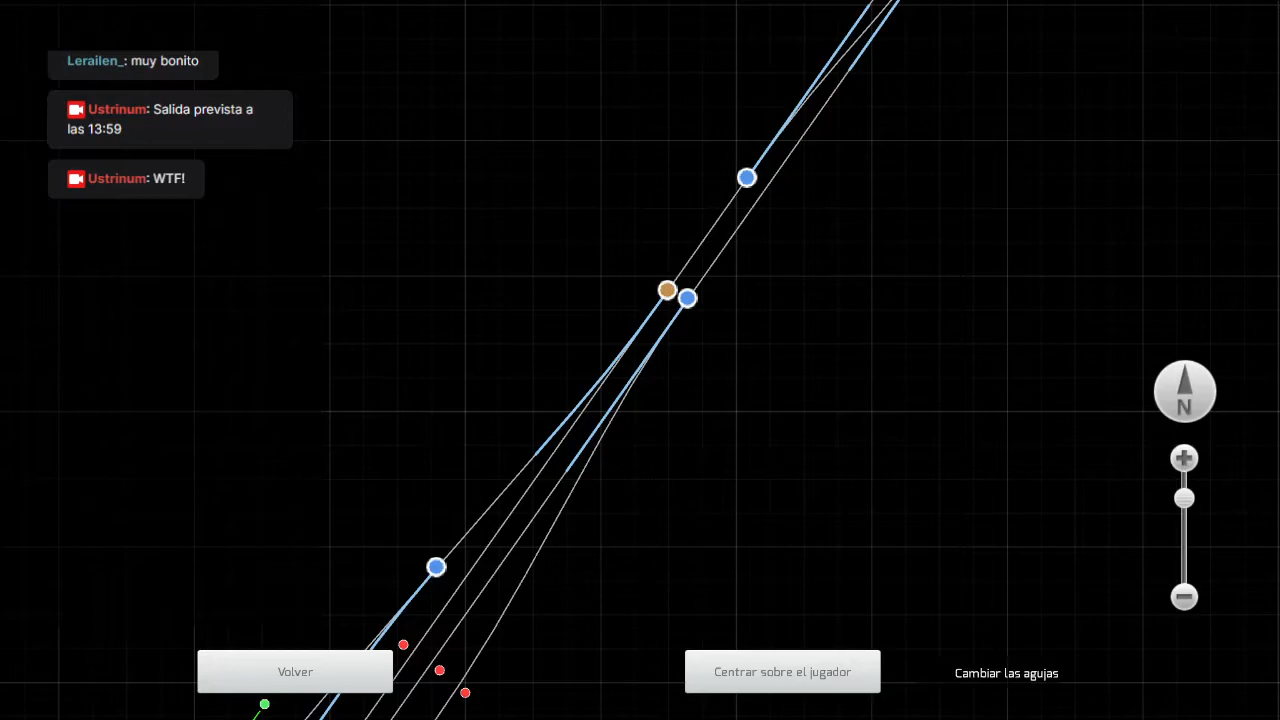 Lerailen_: muy bonito
Ustrinum: Salida prevista a
las 13:59
Ustrinum: WTF!
N
Volver
Centrar sobre el jugador
Cambiar las agujas